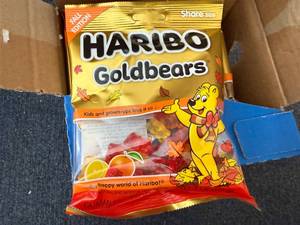 FALL
EDITION
Share size
HARIBO
Goldbears
Kids and grown-ups love it so
happy world of Haribo!